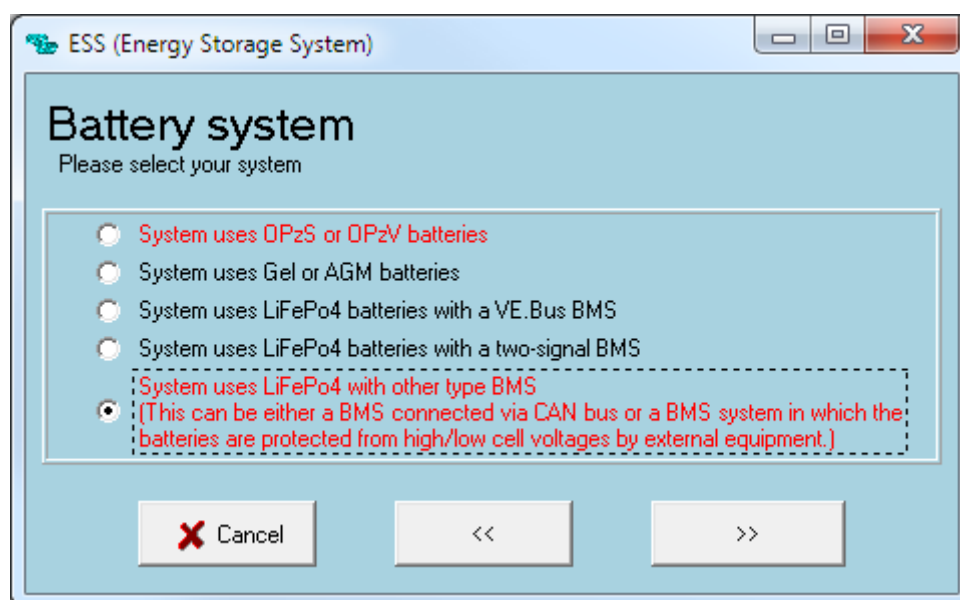 ESS (Energy Storage System)
Battery system
Please select your system
System uses OPzS or OPzV batteries
System uses Gel or AGM batteries
System uses LiFePo4 batteries with a VE.Bus BMS
System uses LiFePo4 batteries with a two-signal BMS
System uses LiFePo4 with other type BMS
(This can be either a BMS connected via CAN bus or a BMS system in which the
batteries are protected from high/low cell voltages by external equipment.)
Cancel
<<
>>